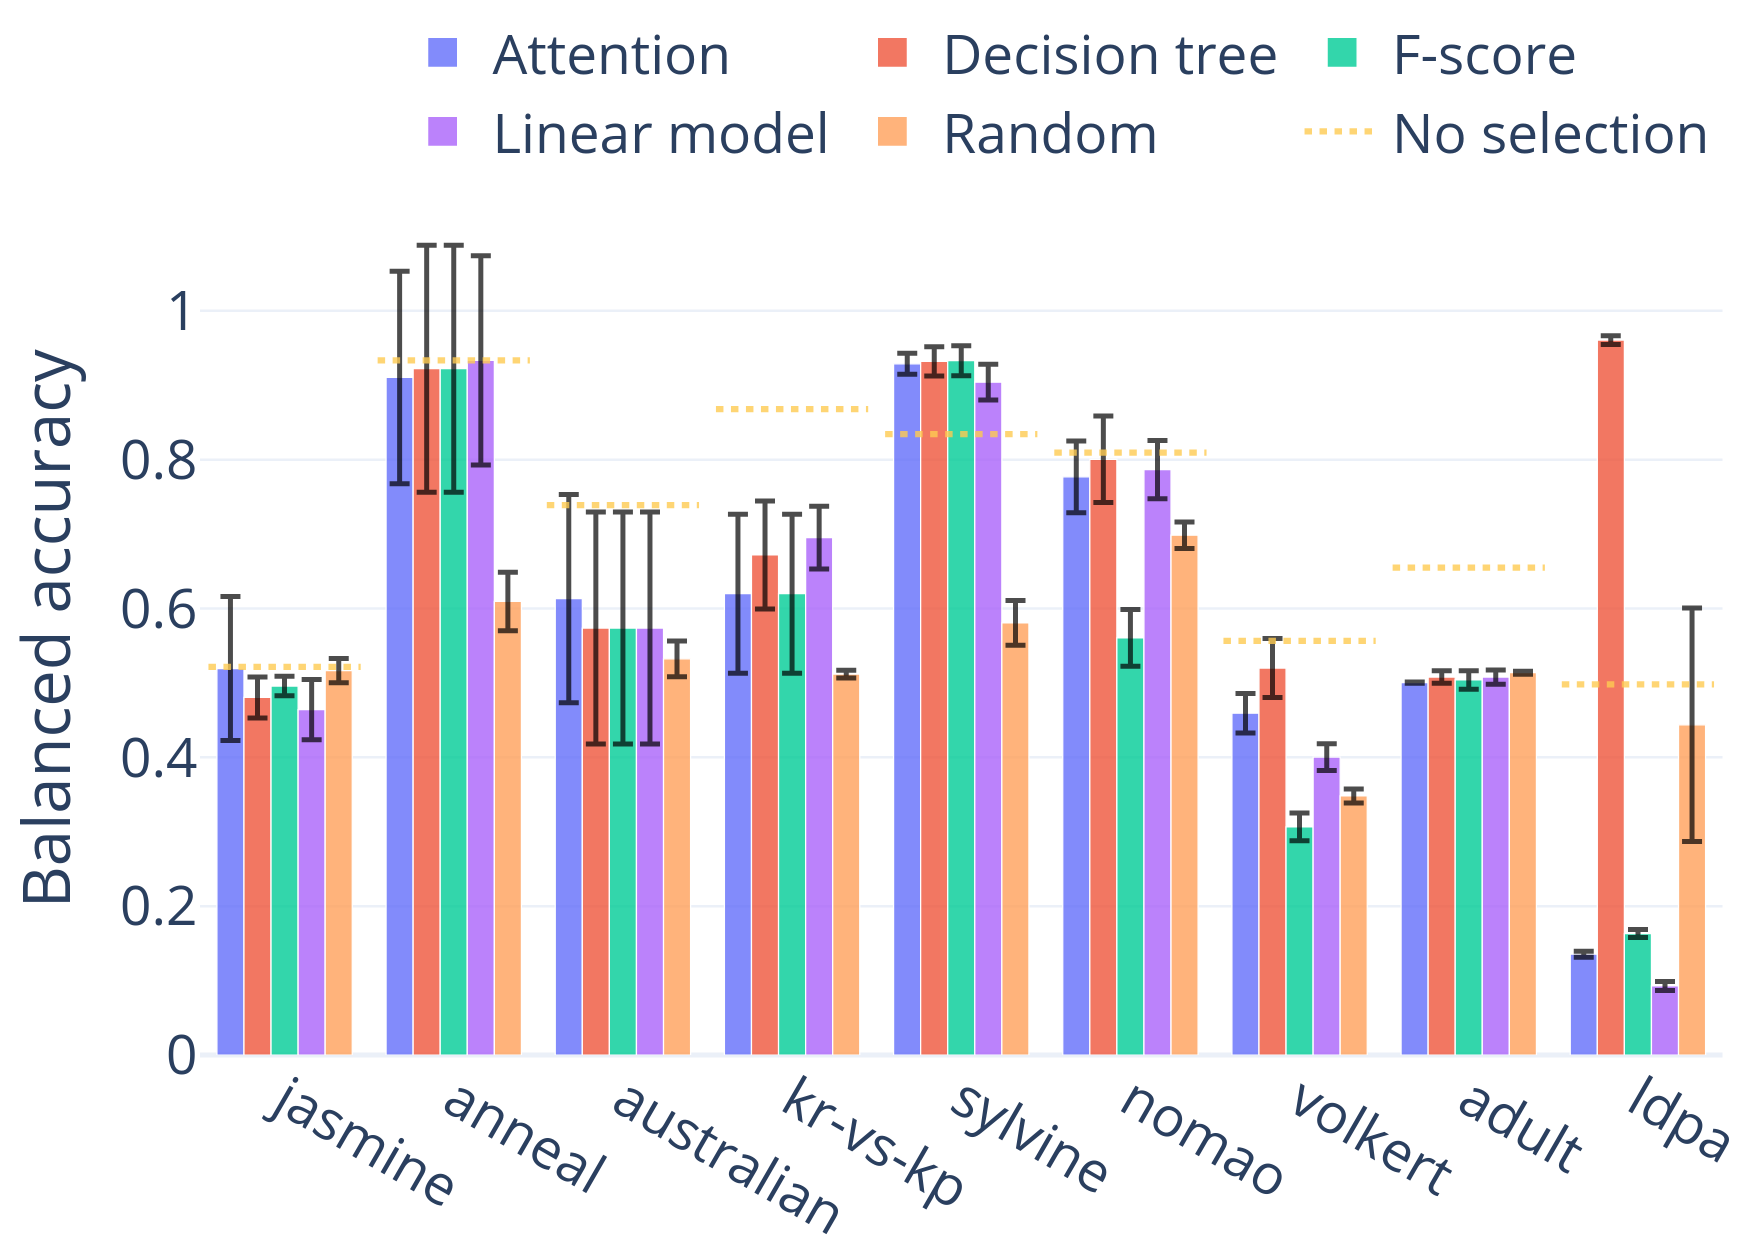 Attention Decision tree F-score
Linear model Random No selection
Balanced accuracy
1
0.8
0.6
0.4
0.2
0
jasmine anneal australian kr-vs-kp sylvine nomao volkert adult ldpa